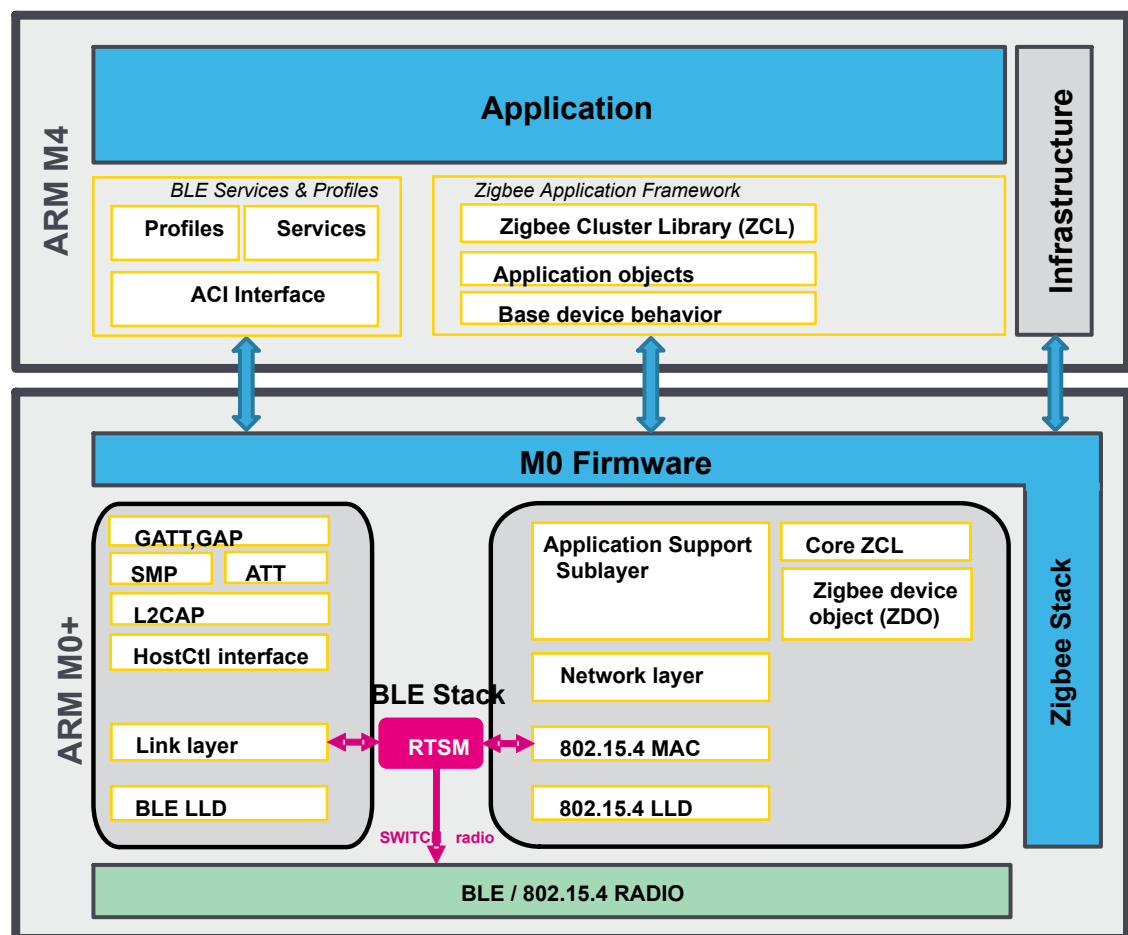 ARM M4
Application
Infrastructure
BLE Services & Profiles
Profiles
Services
ACI Interface
Zigbee Application Framework
Zigbee Cluster Library (ZCL)
Application objects
Base device behavior
ARM M0+
M0 Firmware
Zigbee Stack
GATT,GAP
SMP
ATT
L2CAP
HostCtl interface
Link layer
BLE LLD
BLE Stack
RTSM
SWITCH radio
Application Support
Sublayer
Core ZCL
Zigbee device
object (ZDO)
Network layer
802.15.4 MAC
802.15.4 LLD
BLE / 802.15.4 RADIO